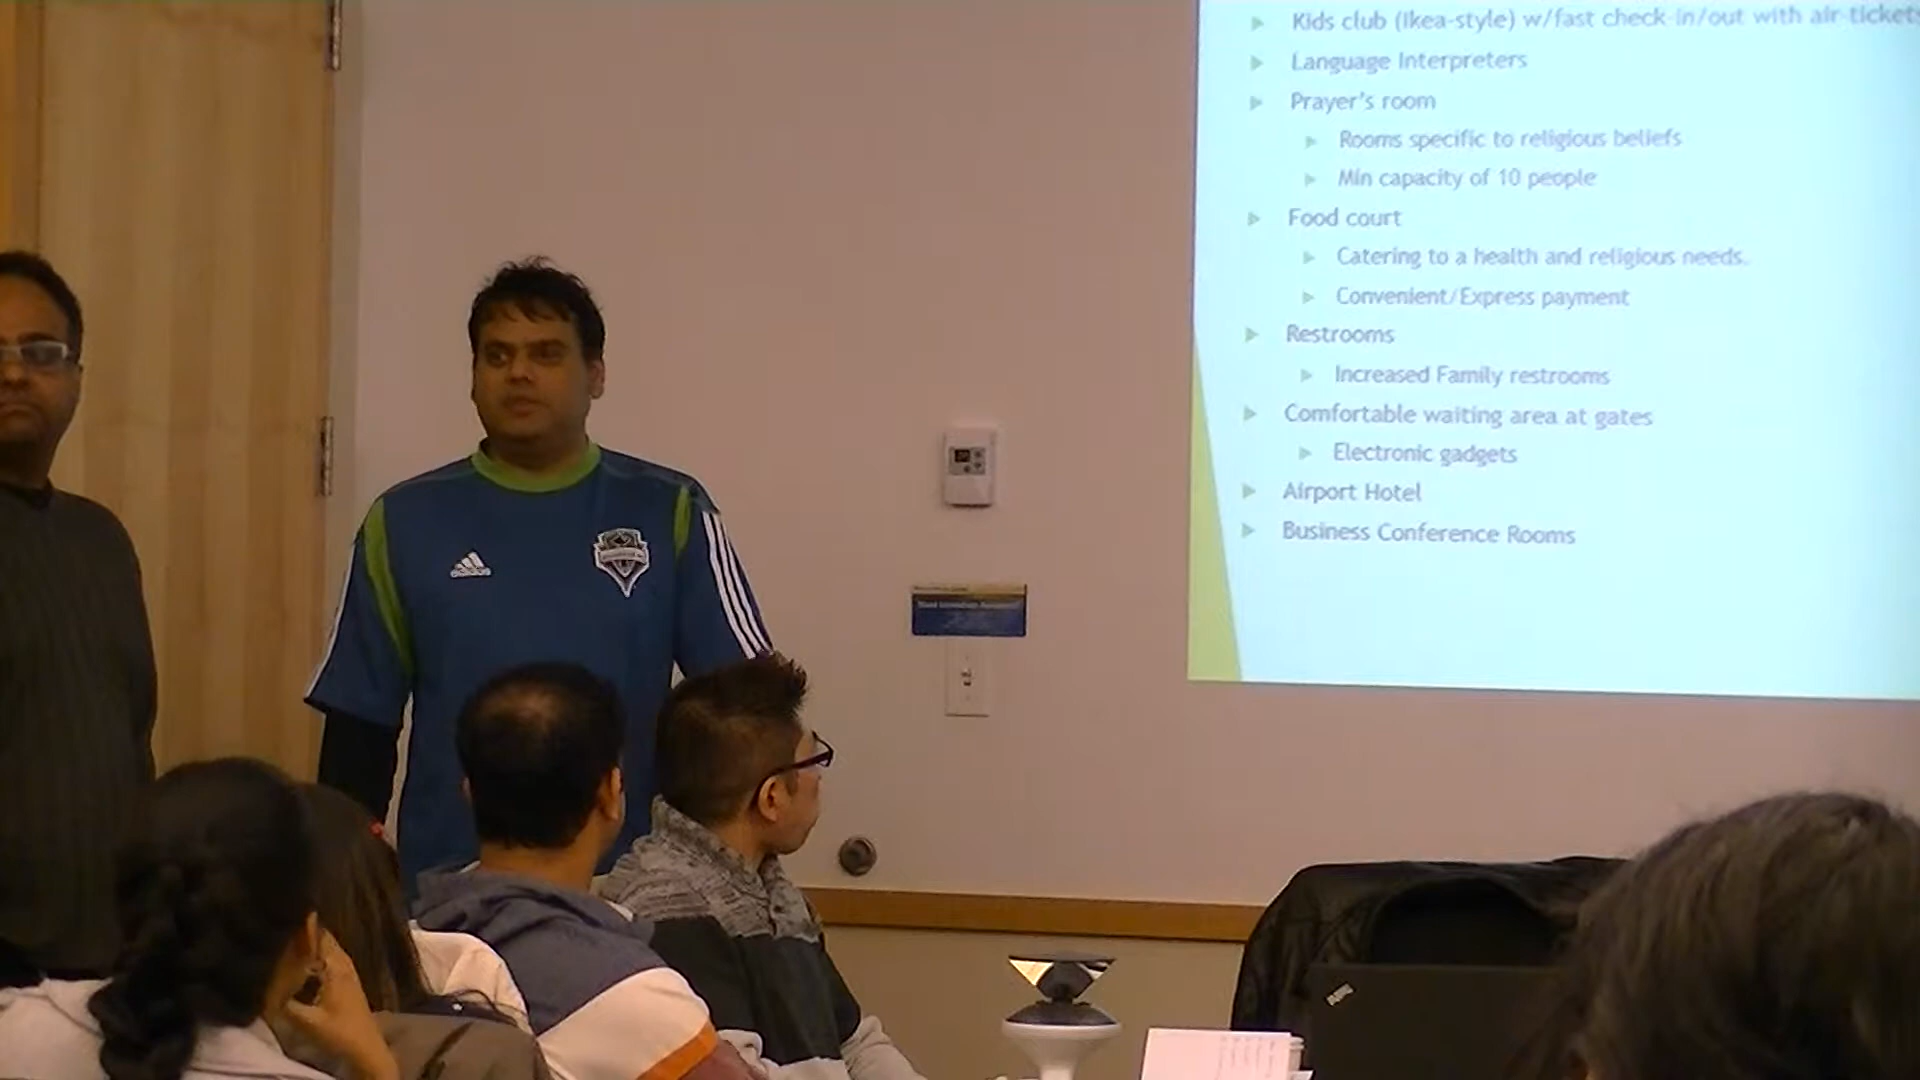 Kids club (Ikea-style) w/fast check-in/out with air-tickets
Language Interpreters
Prayer's room
Rooms specific to religious beliefs
Min capacity of 10 people
Food court
Catering to a health and religious needs.
Convenient/Express payment
Restrooms
Increased Family restrooms
Comfortable waiting area at gates
Electronic gadgets
Airport Hotel
Business Conference Rooms
adidas